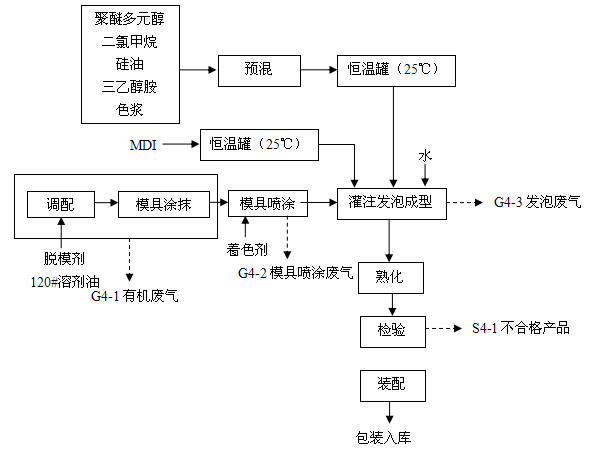 聚醚多元醇
二氯甲烷
硅油
三乙醇胺
色浆
预混
恒温罐（25℃）
MDI
恒温罐（25℃）
水
调配
模具涂抹
模具喷涂
灌注发泡成型
G4-3 发泡废气
脱模剂
120#溶剂油
着色剂
G4-1 有机废气
G4-2 模具喷涂废气
熟化
检验
S4-1 不合格产品
装配
包装入库